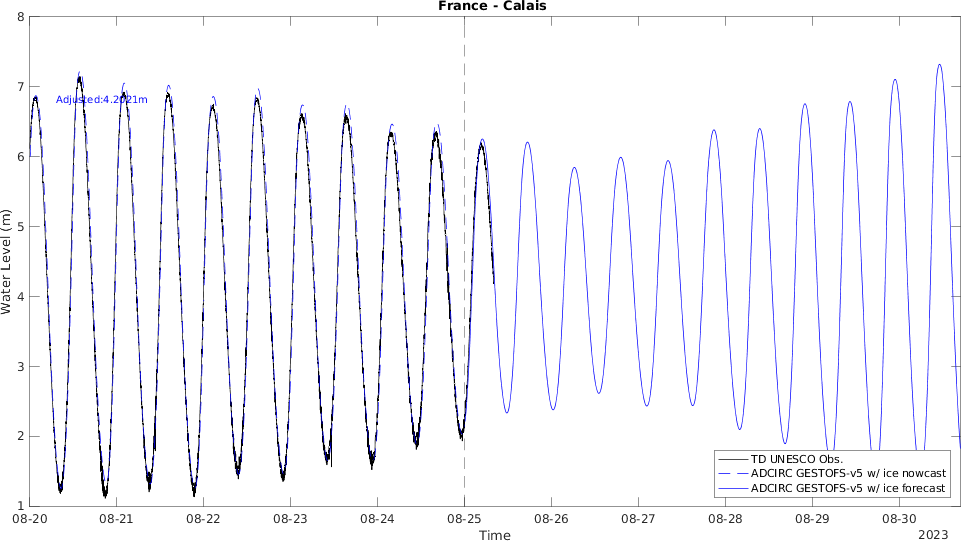 France - Calais
8
7
6
5
4
3
2
1
Water Level (m)
Adjusted:4.2021m
TD UNESCO Obs.
ADCIRC GESTOFS-v5 w/ ice nowcast
ADCIRC GESTOFS-v5 w/ ice forecast
08-20 08-21 08-22 08-23 08-24 08-25 08-26 08-27 08-28 08-29 08-30
Time
2023